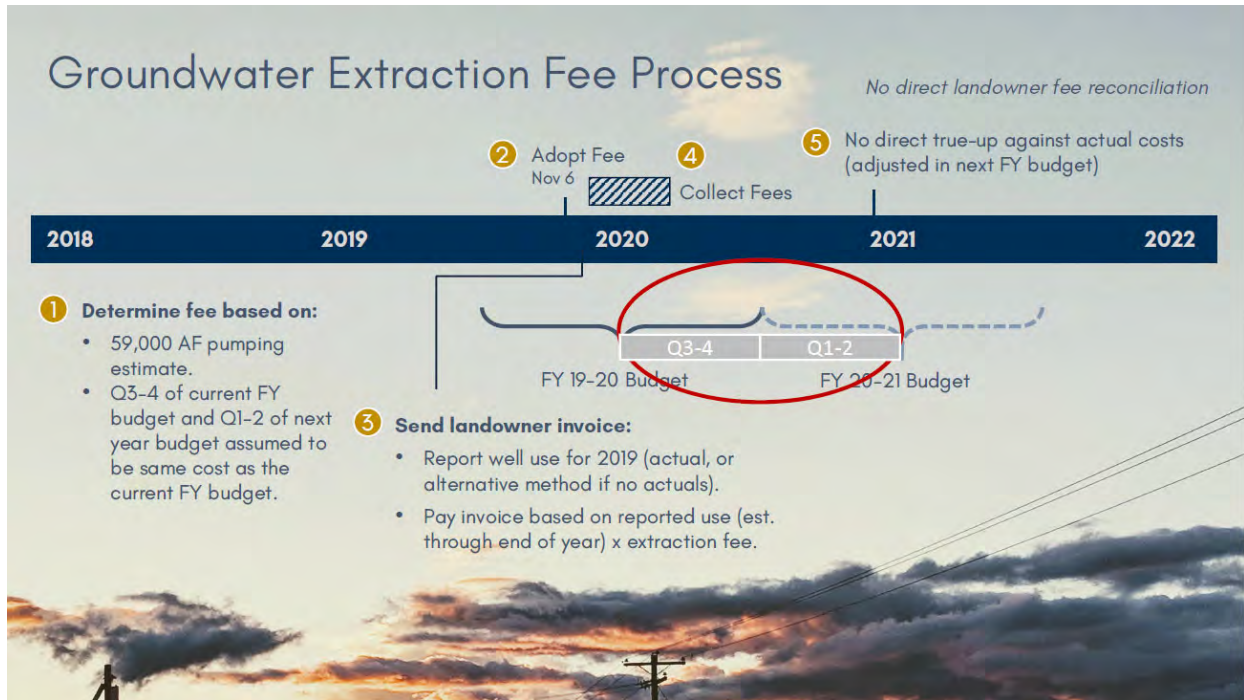 Groundwater Extraction Fee Process
No direct landowner fee reconciliation
2 Adopt Fee
Nov 6
4
Collect Fees
5 No direct true-up against actual costs
(adjusted in next FY budget)
2018 2019 2020 2021 2022
1 Determine fee based on:
• 59,000 AF pumping
estimate.
• Q3-4 of current FY
budget and Q1-2 of next
year budget assumed to
be same cost as the
current FY budget.
Q3-4 Q1-2
FY 19-20 Budget FY 20-21 Budget
3 Send landowner invoice:
• Report well use for 2019 (actual, or
alternative method if no actuals).
• Pay invoice based on reported use (est.
through end of year) x extraction fee.